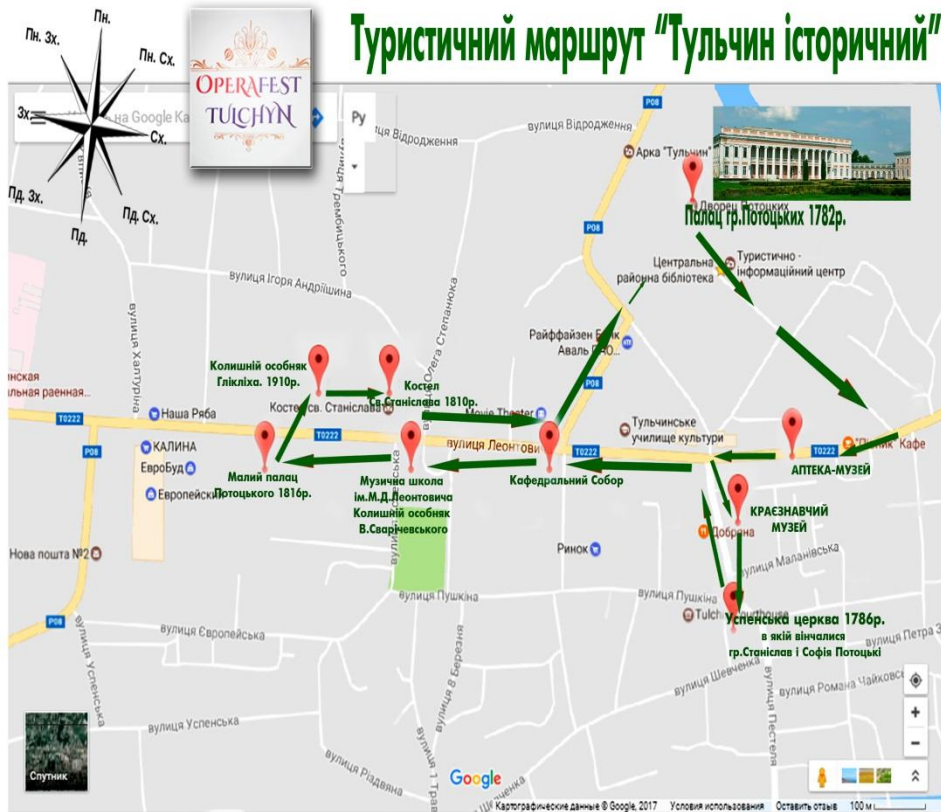 Туристичний маршрут "Тульчин історичний"
Пн.
Пн. Зх.
Пн. Сх.
Зх.
Сх.
Пд. Зх.
Пд. Сх.
Пд.
OPERAFEST
TULCHYN
на Google Ка
Ру
вулиця Відродження
вулиця Відродження
P08
Арка "Тульчин"
Дворец Потоцких
Палац гр.Потоцьких 1782р.
вулиця Трембицького
P08
Центральна
районна бібліотека
Туристично -
інформаційний центр
вулиця Ігоря Андріїшина
вулиця Олега Степанюка
вулиця Халтуріна
Райффайзен Банк
Аваль
P08
Колишній особняк
Глікліха. 1910р.
Костел
Св.Станіслава 1810р.
Костел св. Станіслава
Movie Theater
инская
альная раенная...
T0222
Наша Ряба
T0222
вулиця Леонтови
Тульчинське
училище культури
T0222
Кафе
T0222
P08
КАЛИНА
ЕвроБуд
Европейский
Малий палац
Потоцького 1816р.
Музична школа
ім.М.Д.Леонтовича
Колишній особняк
В.Сварічевського
Кафедральний Собор
АПТЕКА-МУЗЕЙ
КРАЄЗНАВЧИЙ
МУЗЕЙ
Добряна
Нова пошта №2
Ринок
вулиця Маланівська
вулиця Пушкіна
вулиця Пушкіна
P08
Успенська церква 1786р.
в якій вінчалися
гр.Станіслав і Софія Потоцькі
вулиця Європейська
вулиця Петра
вулиця Шевченка
вулиця Романа Чайковс
вулиця Успенська
вулиця Успенська
вулиця 8 Березня
вулиця Пестеля
вулиця Різдвяна
вулиця 1 Трав
Спутник
Google
Картографические данные © Google, 2017 Условия использования Оставить отзыв 100 м